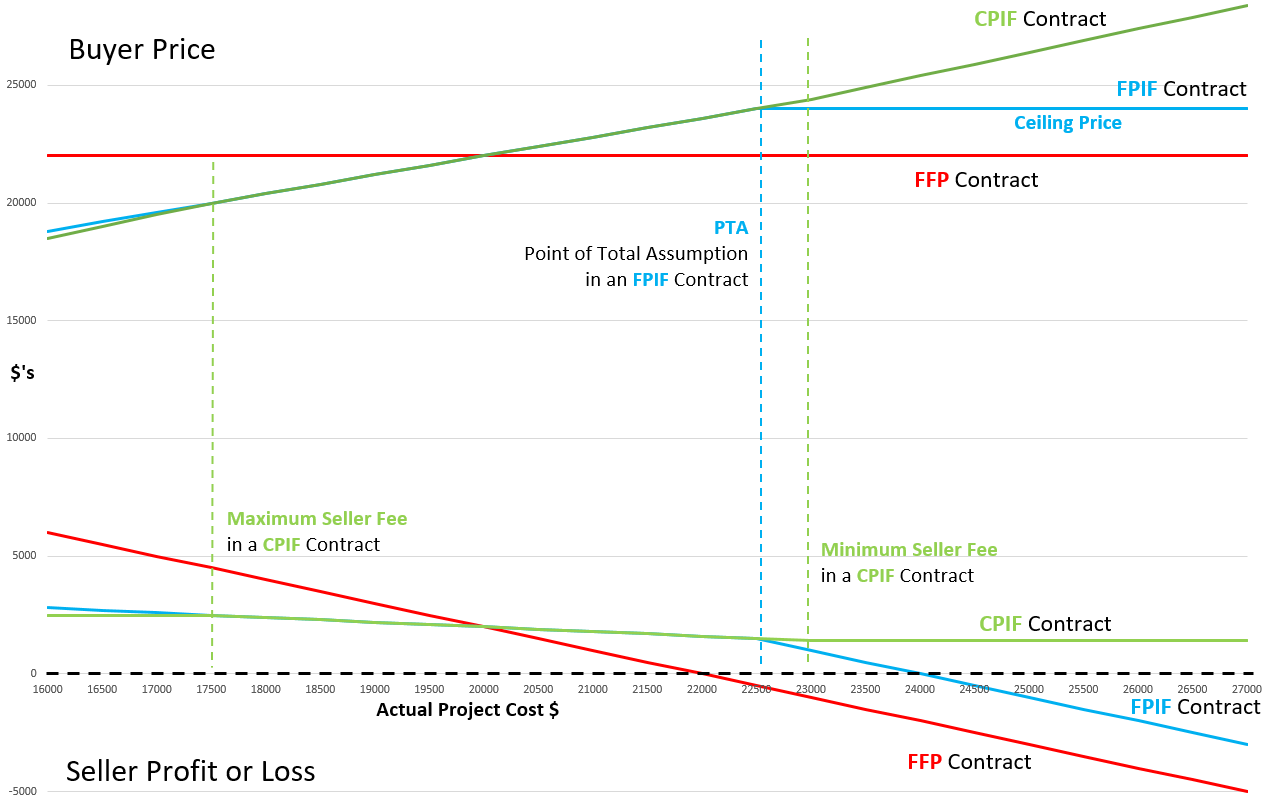 CPIF Contract
Buyer Price
25000
FPIF Contract
Ceiling Price
FFP Contract
20000
PTA
Point of Total Assumption
in an FPIF Contract
15000
$'s
10000
Maximum Seller Fee
in a CPIF Contract
5000
Minimum Seller Fee
in a CPIF Contract
CPIF Contract
0
16000 16500 17000 17500 18000 18500 19000 19500 20000 20500 21000 21500 22000 22500 23000 23500 24000 24500 25000 25500 26000 26500 27000
Actual Project Cost $
FPIF Contract
FFP Contract
Seller Profit or Loss
-5000